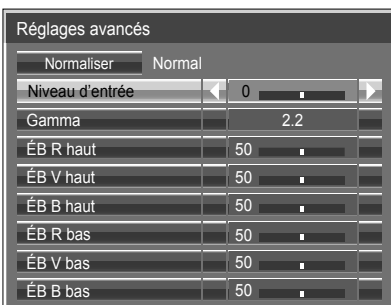 Réglages avancés
Normaliser Normal
Niveau d'entrée 0
Gamma 2.2
ÉB R haut 50
ÉB V haut 50
ÉB B haut 50
ÉB R bas 50
ÉB V bas 50
ÉB B bas 50